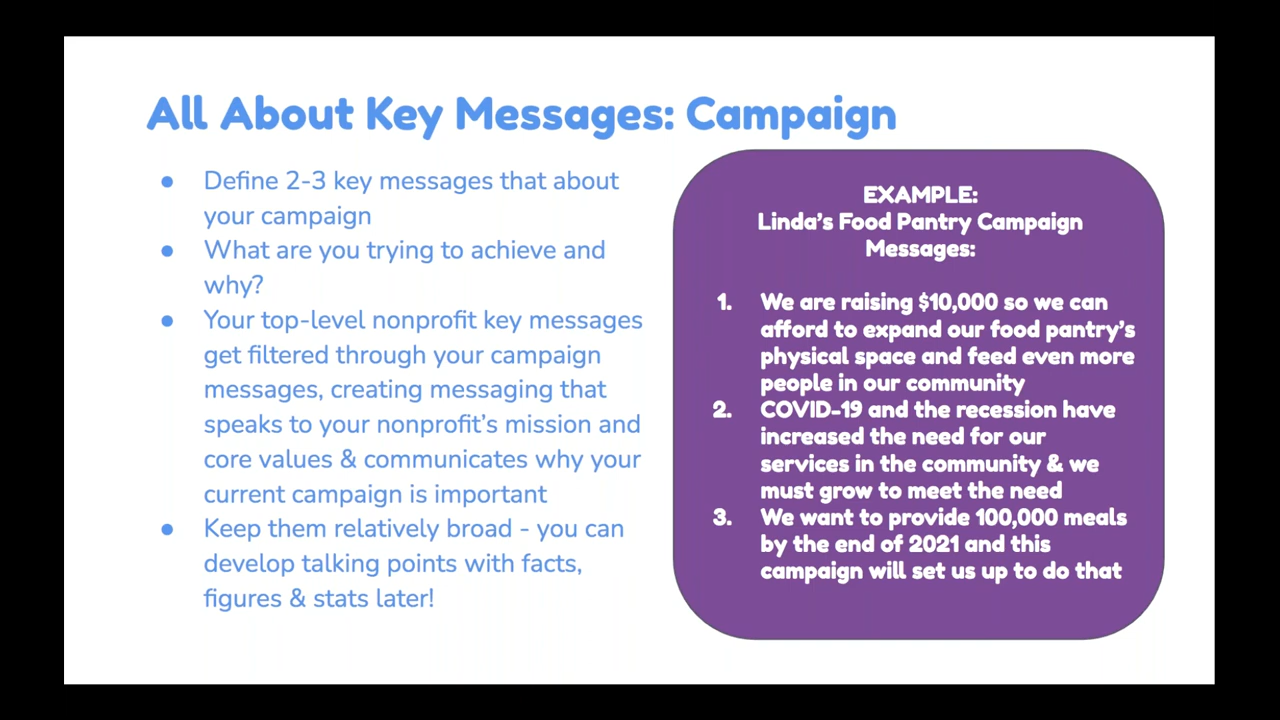 All About Key Messages: Campaign
● Define 2-3 key messages that about
your campaign
● What are you trying to achieve and
why?
● Your top-level nonprofit key messages
get filtered through your campaign
messages, creating messaging that
speaks to your nonprofit's mission and
core values & communicates why your
current campaign is important
● Keep them relatively broad - you can
develop talking points with facts,
figures & stats later!
EXAMPLE:
Linda's Food Pantry Campaign
Messages:
1. We are raising $10,000 so we can
afford to expand our food pantry's
physical space and feed even more
people in our community
2. COVID-19 and the recession have
increased the need for our
services in the community & we
must grow to meet the need
3. We want to provide 100,000 meals
by the end of 2021 and this
campaign will set us up to do that